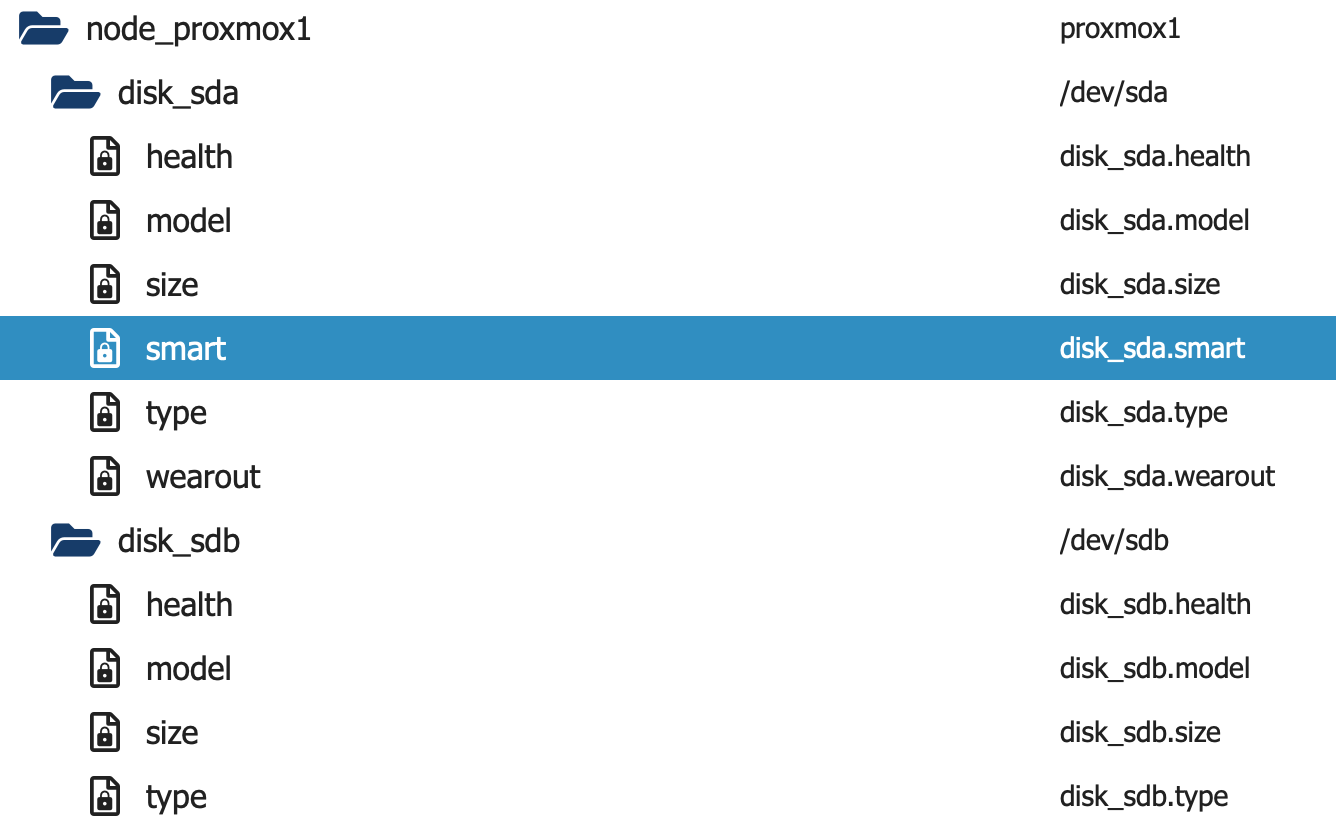 node_proxmox1 proxmox1
disk_sda /dev/sda
health disk_sda.health
model disk_sda.model
size disk_sda.size
smart disk_sda.smart
type disk_sda.type
wearout disk_sda.wearout
disk_sdb /dev/sdb
health disk_sdb.health
model disk_sdb.model
size disk_sdb.size
type disk_sdb.type